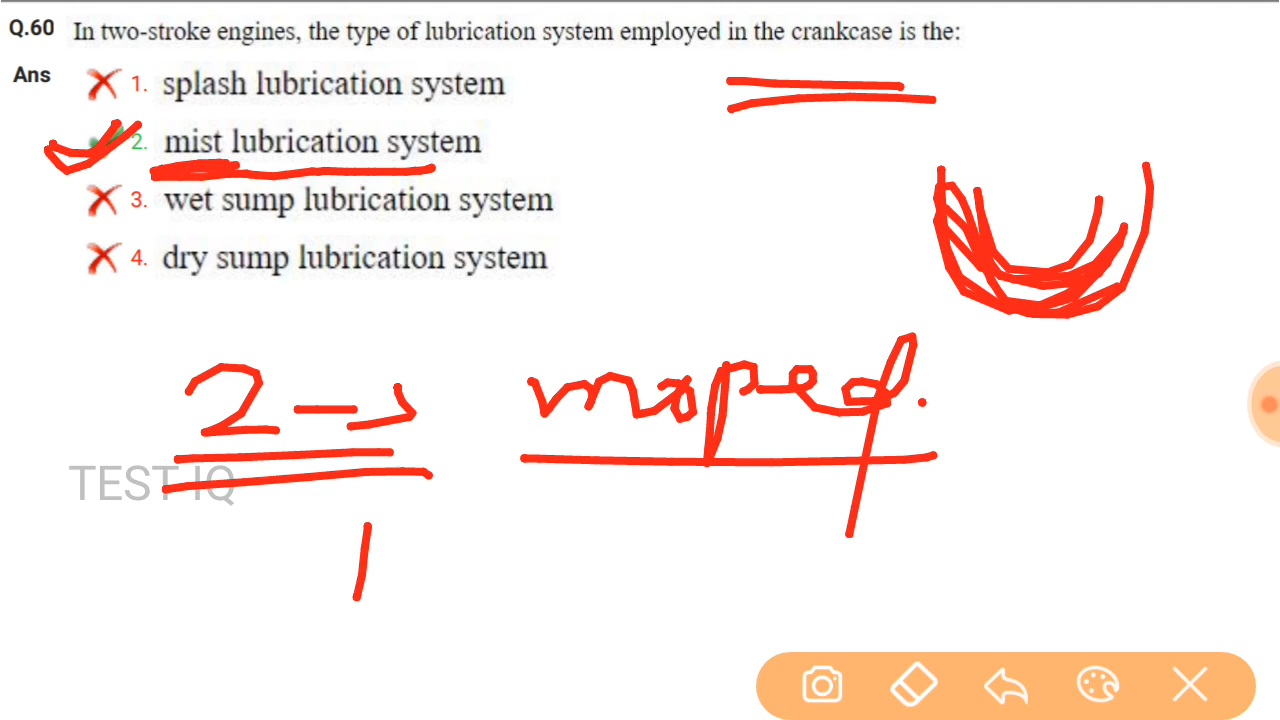 Q.60 In two-stroke engines, the type of lubrication system employed in the crankcase is the:
Ans 1. splash lubrication system
2. mist lubrication system
3. wet sump lubrication system
4. dry sump lubrication system
2-s moped.
TEST IQ